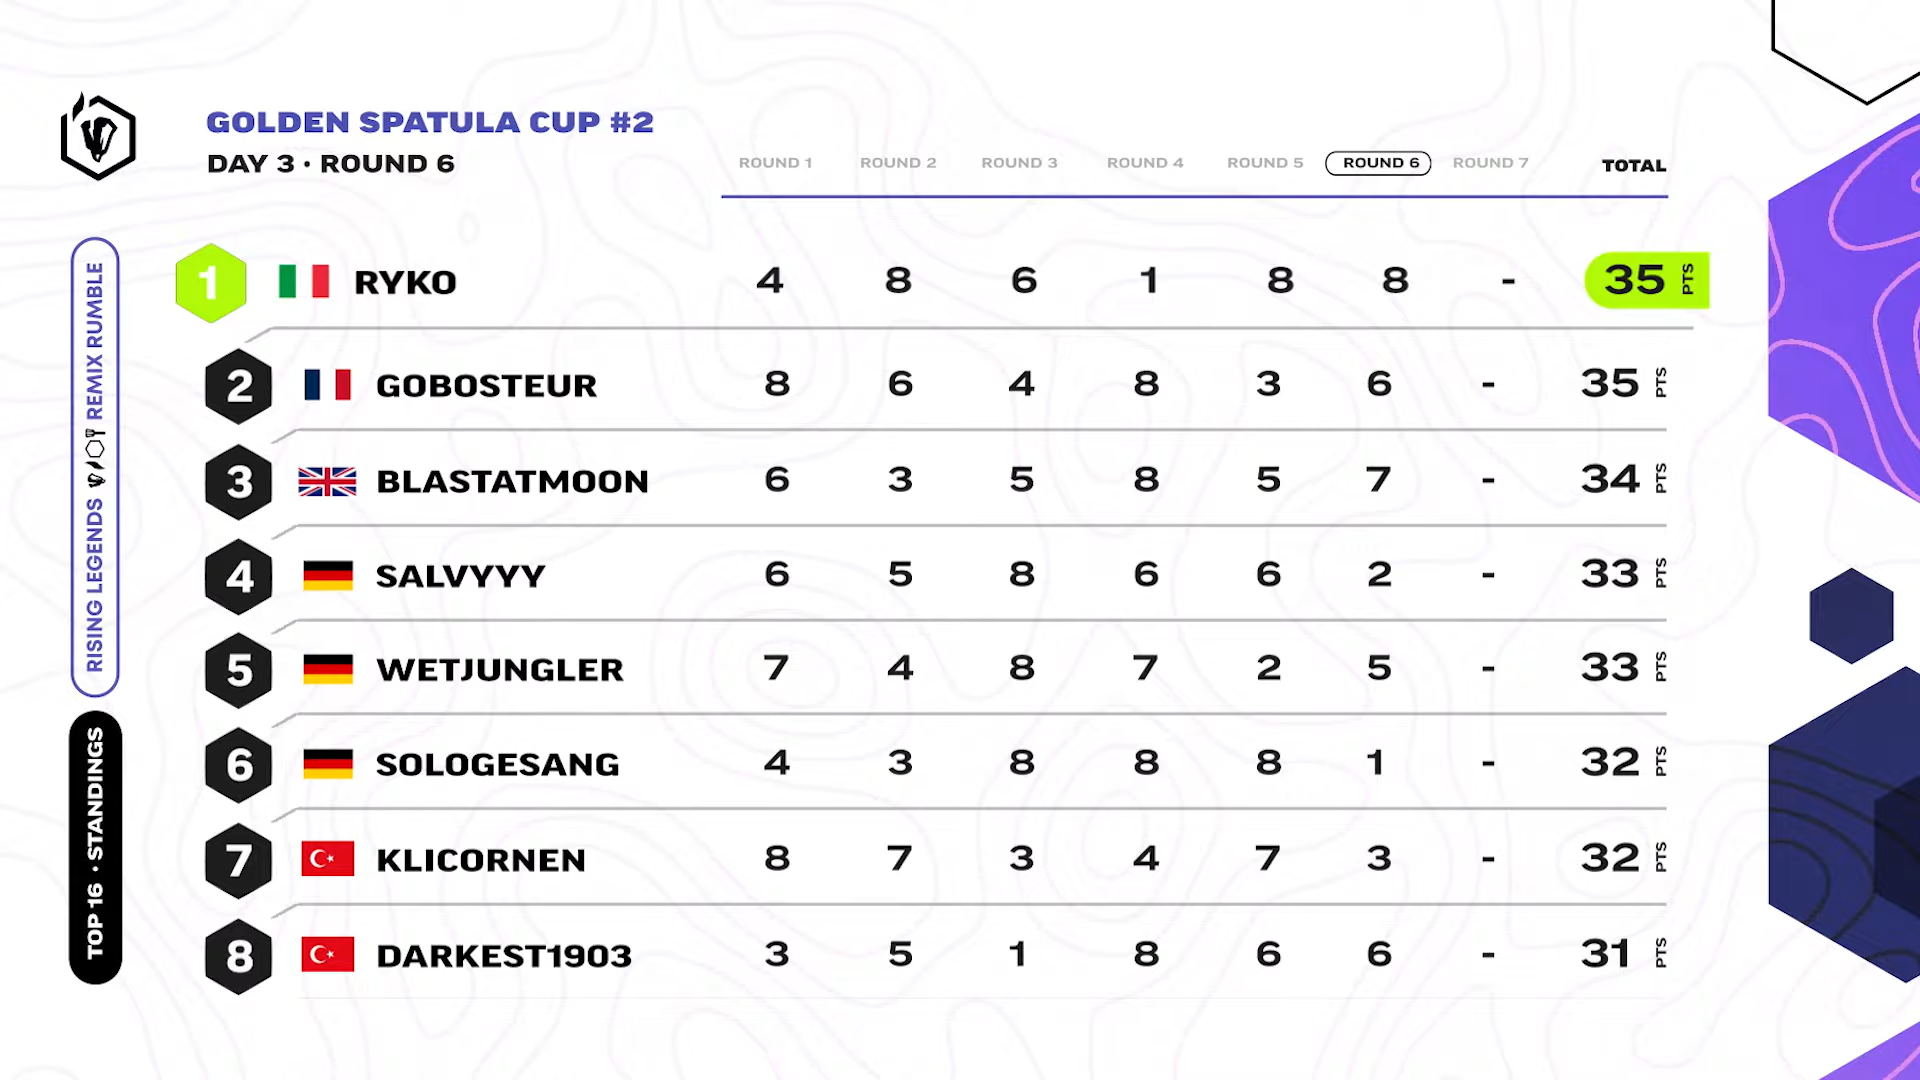 GOLDEN SPATULA CUP #2
DAY 3 · ROUND 6
ROUND 1 ROUND 2 ROUND 3 ROUND 4 ROUND 5 ROUND 6 ROUND 7 TOTAL
1 RYKO 4 8 6 1 8 8 - 35 PTS
2 GOBOSTEUR 8 6 4 8 3 6 - 35 PTS
3 BLASTATMOON 6 3 5 8 5 7 - 34 PTS
4 SALVYYY 6 5 8 6 6 2 - 33 PTS
5 WETJUNGLER 7 4 8 7 2 5 - 33 PTS
6 SOLOGESANG 4 3 8 8 8 1 - 32 PTS
7 KLICORNEN 8 7 3 4 7 3 - 32 PTS
8 DARKEST1903 3 5 1 8 6 6 - 31 PTS
RISING LEGENDS REMIX RUMBLE
TOP 16 · STANDINGS